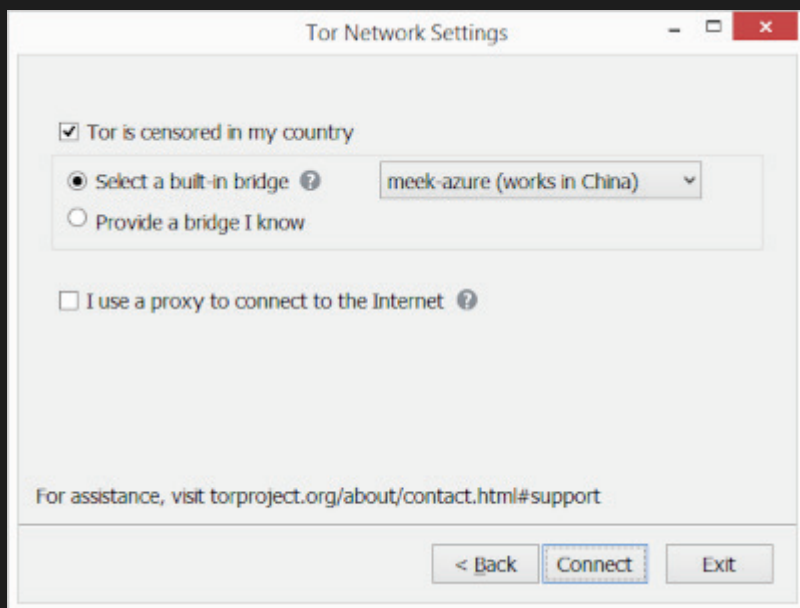 Tor Network Settings
Tor is censored in my country
Select a built-in bridge ? meek-azure (works in China)
Provide a bridge I know
I use a proxy to connect to the Internet ?
For assistance, visit torproject.org/about/contact.html#support
< Back Connect Exit